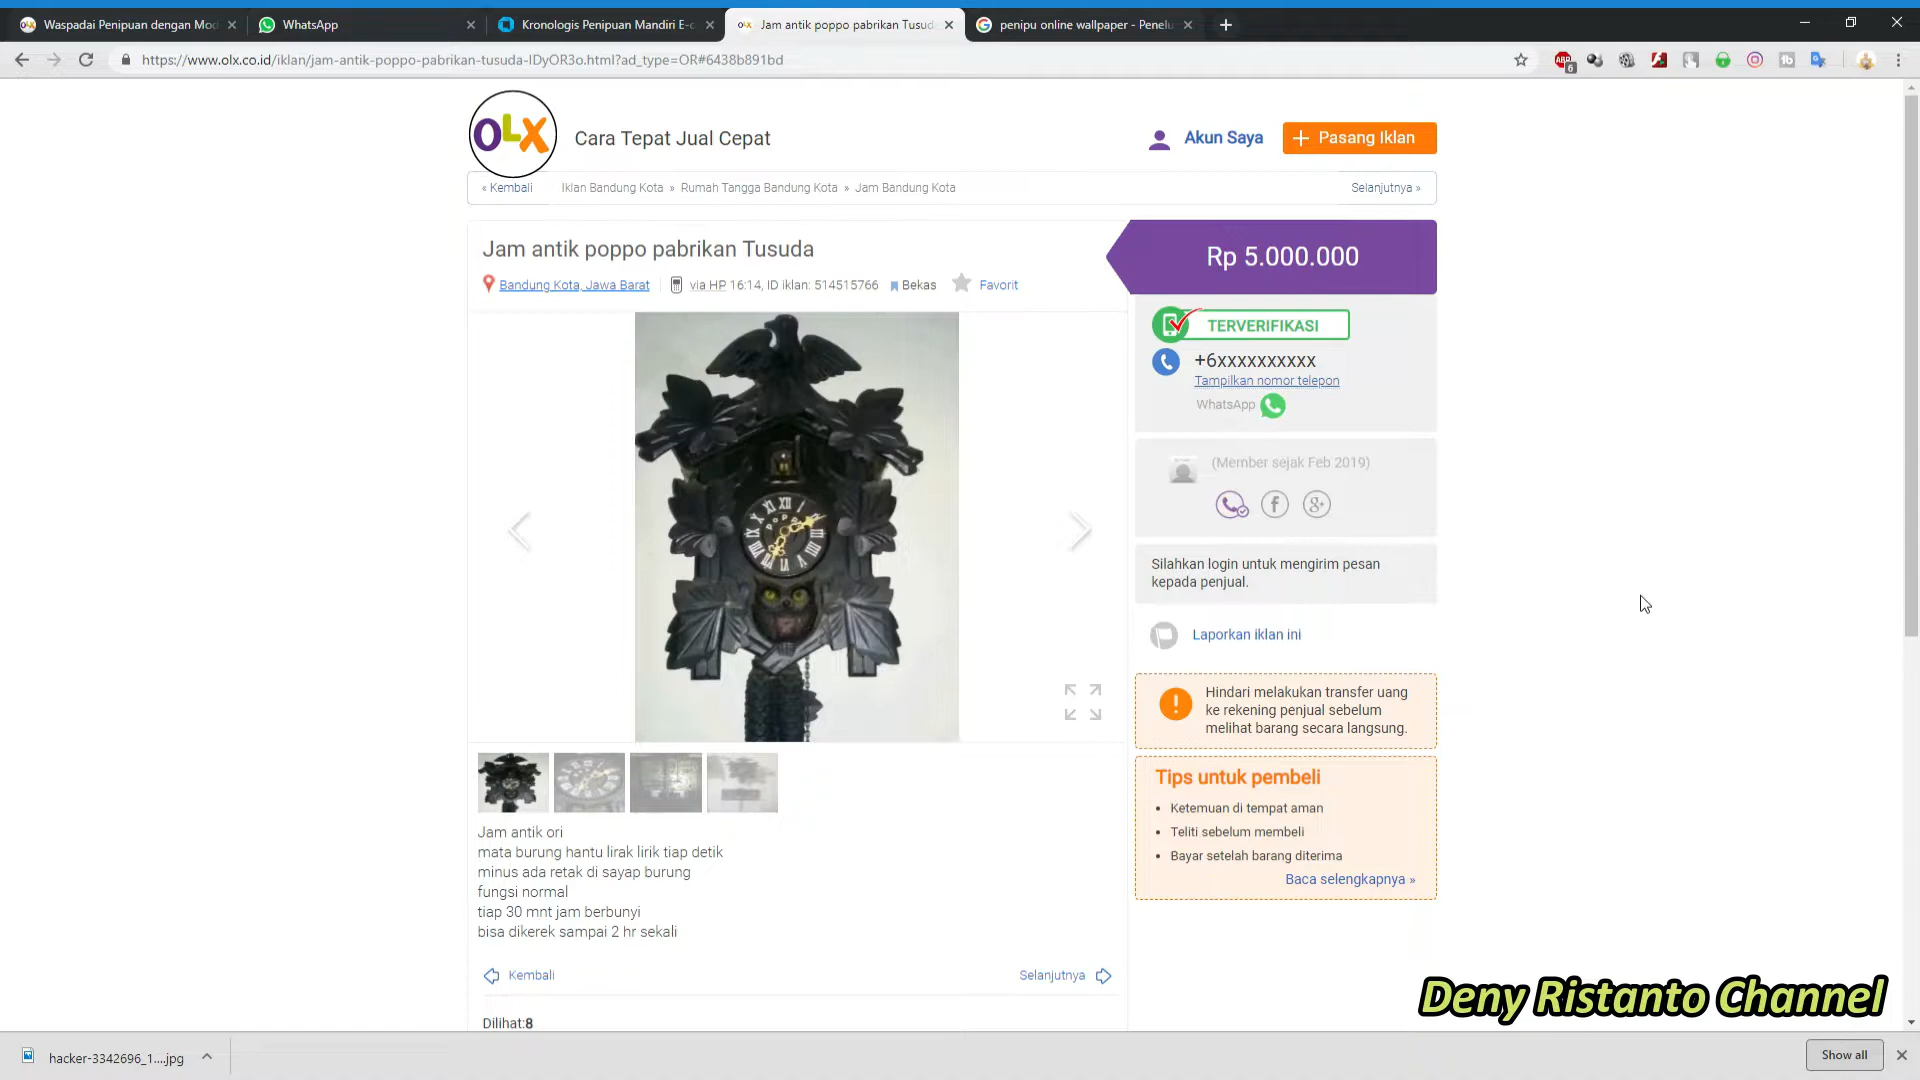 Waspadai Penipuan dengan Mod
WhatsApp
Kronologis Penipuan Mandiri E-c
Jam antik poppo pabrikan Tusuda
penipu online wallpaper - Penelu
https://www.olx.co.id/iklan/jam-antik-poppo-pabrikan-tusuda-IDyOR3o.html?ad_type=OR#6438b891bd
OLX
Cara Tepat Jual Cepat
Akun Saya
+ Pasang Iklan
« Kembali
Iklan Bandung Kota » Rumah Tangga Bandung Kota » Jam Bandung Kota
Selanjutnya »
Jam antik poppo pabrikan Tusuda
Rp 5.000.000
Bandung Kota, Jawa Barat
via HP 16:14, ID iklan: 514515766
Bekas
Favorit
TERVERIFIKASI
+6xxxxxxxxxx
Tampilkan nomor telepon
WhatsApp
(Member sejak Feb 2019)
Silahkan login untuk mengirim pesan
kepada penjual.
Laporkan iklan ini
Hindari melakukan transfer uang
ke rekening penjual sebelum
melihat barang secara langsung.
Tips untuk pembeli
• Ketemuan di tempat aman
• Teliti sebelum membeli
• Bayar setelah barang diterima
Baca selengkapnya »
Jam antik ori
mata burung hantu lirak lirik tiap detik
minus ada retak di sayap burung
fungsi normal
tiap 30 mnt jam berbunyi
bisa dikerek sampai 2 hr sekali
Kembali
Selanjutnya
Dilihat:8
Deny Ristanto Channel
hacker-3342696_1....jpg
Show all